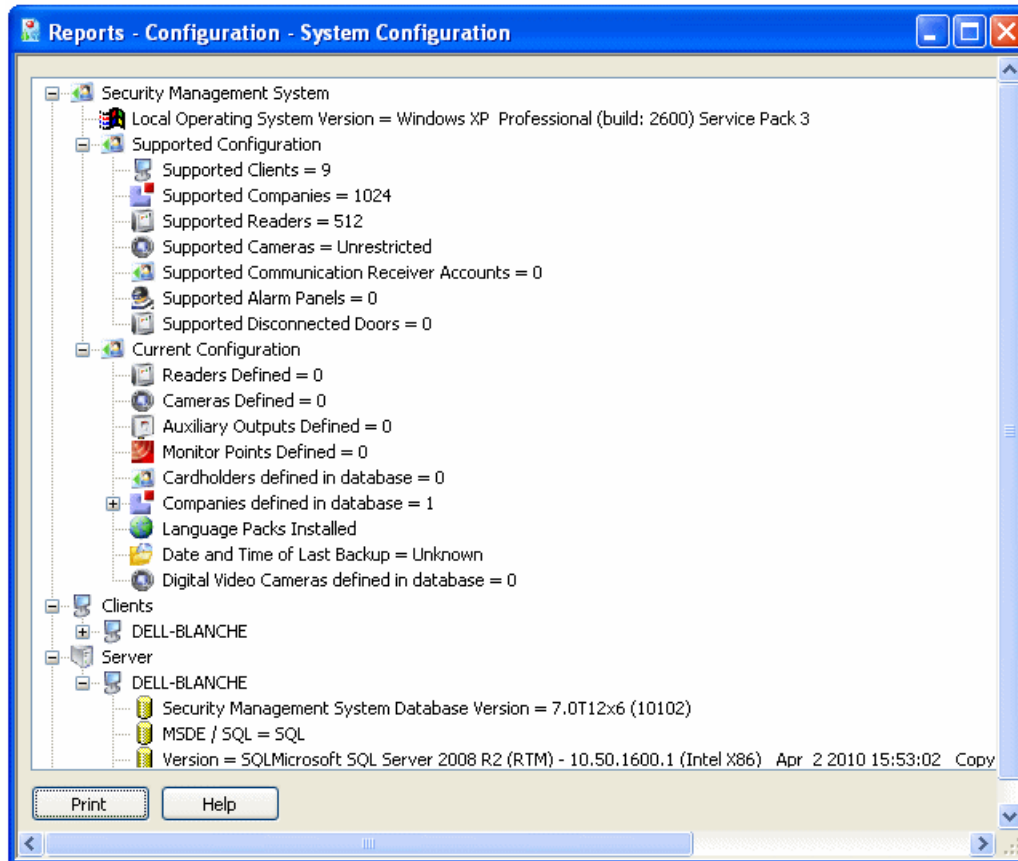 Reports - Configuration - System Configuration
Security Management System
Local Operating System Version = Windows XP  Professional (build: 2600) Service Pack 3
Supported Configuration
Supported Clients = 9
Supported Companies = 1024
Supported Readers = 512
Supported Cameras = Unrestricted
Supported Communication Receiver Accounts = 0
Supported Alarm Panels = 0
Supported Disconnected Doors = 0
Current Configuration
Readers Defined = 0
Cameras Defined = 0
Auxiliary Outputs Defined = 0
Monitor Points Defined = 0
Cardholders defined in database = 0
Companies defined in database = 1
Language Packs Installed
Date and Time of Last Backup = Unknown
Digital Video Cameras defined in database = 0
Clients
DELL-BLANCHE
Server
DELL-BLANCHE
Security Management System Database Version = 7.0T12x6 (10102)
MSDE / SQL = SQL
Version = SQLMicrosoft SQL Server 2008 R2 (RTM) - 10.50.1600.1 (Intel X86)   Apr  2 2010 15:53:02   Copy
Print
Help